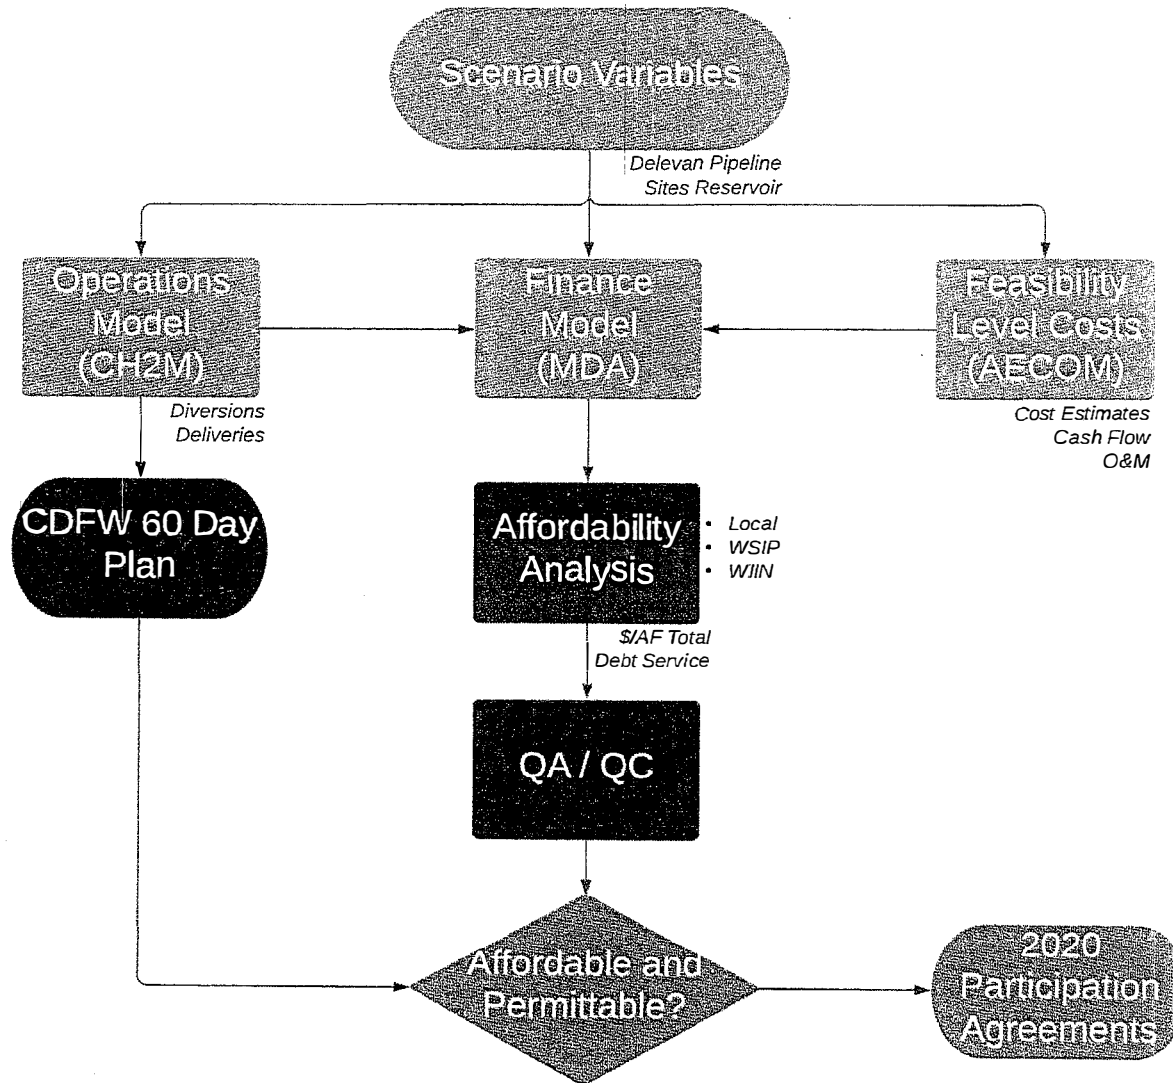 Scenario Variables
Delevan Pipeline
Sites Reservoir
Operations
Model
(CH2M)
Finance
Model
(MDA)
Feasibility
Level Costs
(AECOM)
Diversions
Deliveries
Cost Estimates
Cash Flow
O&M
CDFW 60 Day
Plan
Affordability
Analysis
• Local
• WSIP
• WIIN
$/AF Total
Debt Service
QA / QC
Affordable and
Permittable?
2020
Participation
Agreements